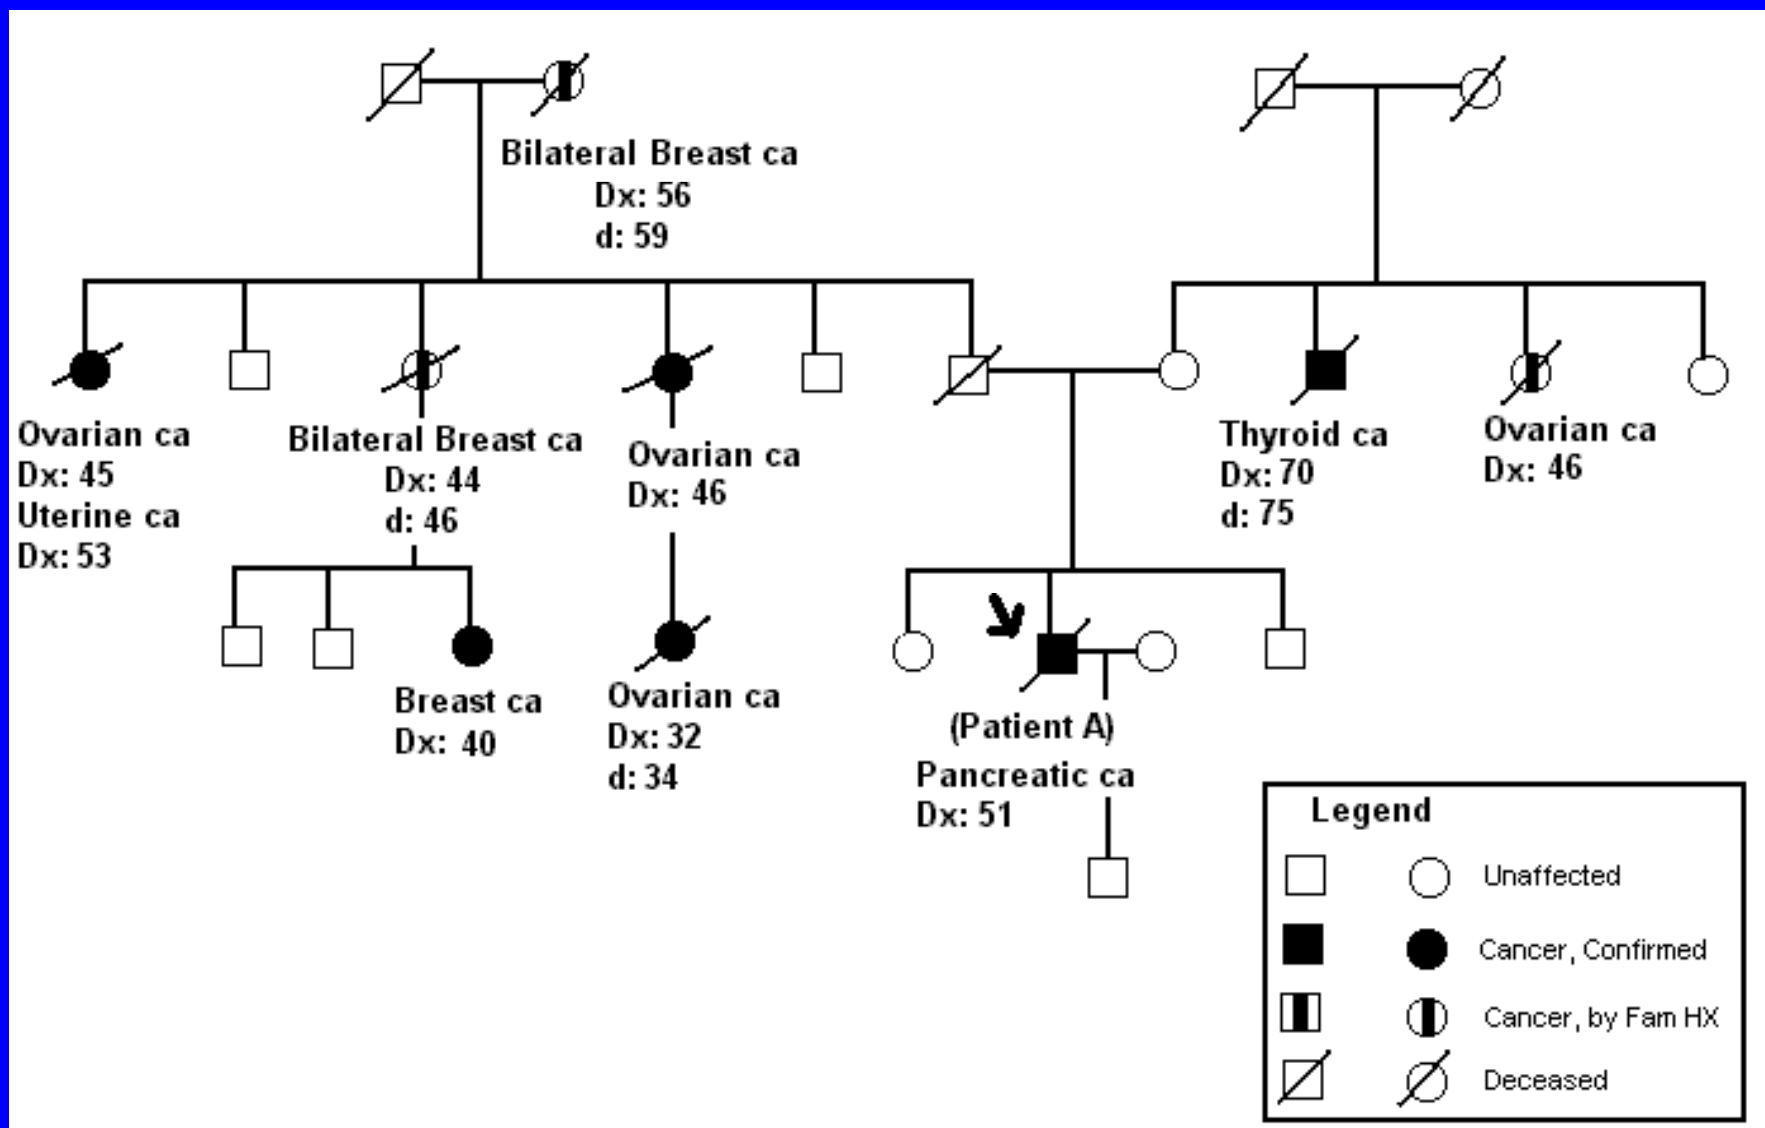 Bilateral Breast ca
Dx: 56
d: 59
Ovarian ca
Dx: 45
Uterine ca
Dx: 53
Bilateral Breast ca
Dx: 44
d: 46
Ovarian ca
Dx: 46
Thyroid ca
Dx: 70
d: 75
Ovarian ca
Dx: 46
Breast ca
Dx: 40
Ovarian ca
Dx: 32
d: 34
(Patient A)
Pancreatic ca
Dx: 51
Legend
Unaffected
Cancer, Confirmed
Cancer, by Fam HX
Deceased